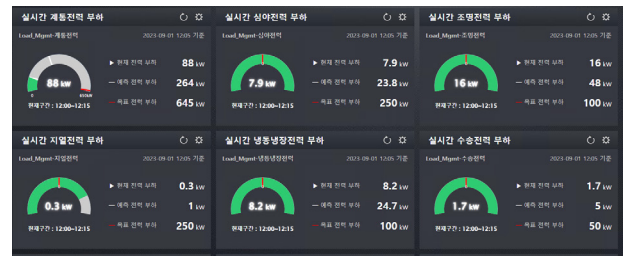 실시간 계통전력 부하
Load_Mgmt-계통전력
2023-09-01 12:05 기준
88 kw
0
현재구간 : 12:00~12:15
▶ 현재 전력 부하 88 kw
— 예측 전력 부하 264 kw
— 목표 전력 부하 645 kw
실시간 심야전력 부하
Load_Mgmt-심야전력
2023-09-01 12:05 기준
7.9 kw
현재구간 : 12:00~12:15
▶ 현재 전력 부하 7.9 kw
— 예측 전력 부하 23.8 kw
— 목표 전력 부하 250 kw
실시간 조명전력 부하
Load_Mgmt-조명전력
2023-09-01 12:05 기준
16 kw
현재구간 : 12:00~12:15
▶ 현재 전력 부하 16 kw
— 예측 전력 부하 48 kw
— 목표 전력 부하 100 kw
실시간 지열전력 부하
Load_Mgmt-지열전력
2023-09-01 12:05 기준
0.3 kw
현재구간 : 12:00~12:15
▶ 현재 전력 부하 0.3 kw
— 예측 전력 부하 1 kw
목표 전력 부하 250 kw
실시간 냉동냉장전력 부하
Load_Mgmt-냉동냉장전력
2023-09-01 12:05 기준
8.2 kw
현재구간 : 12:00~12:15
▶ 현재 전력 부하 8.2 kw
— 예측 전력 부하 24.7 kw
목표 전력 부하 100 kw
실시간 수송전력 부하
Load_Mgmt-수송전력
2023-09-01 12:05 기준
1.7 kw
현재구간 : 12:00~12:15
▶ 현재 전력 부하 1.7 kw
— 예측 전력 부하 5 kw
목표 전력 부하 50 kw